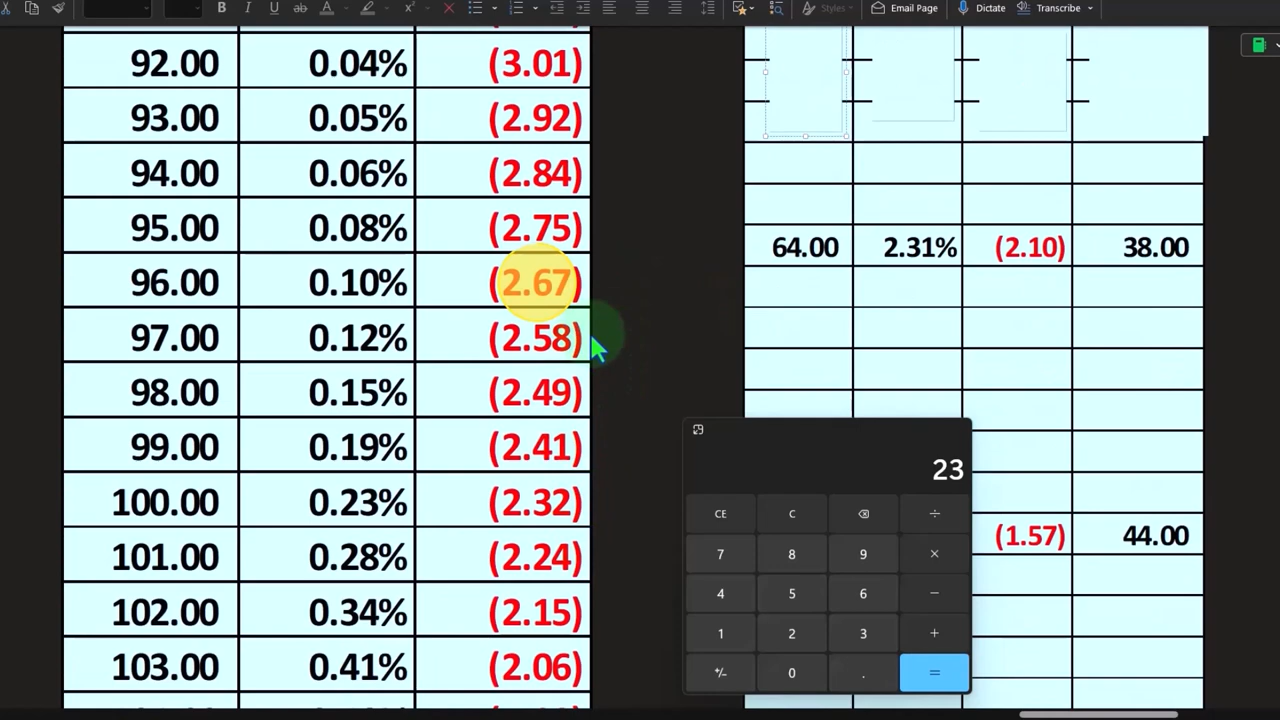 B I U ab A x
Styles Email Page Dictate Transcribe
92.00 0.04% (3.01)
93.00 0.05% (2.92)
94.00 0.06% (2.84)
95.00 0.08% (2.75)
96.00 0.10% (2.67)
97.00 0.12% (2.58)
98.00 0.15% (2.49)
99.00 0.19% (2.41)
100.00 0.23% (2.32)
101.00 0.28% (2.24)
102.00 0.34% (2.15)
103.00 0.41% (2.06)
64.00 2.31% (2.10) 38.00
(1.57) 44.00
23
CE C ÷
7 8 9 ×
4 5 6 −
1 2 3 +
+/− 0 . =